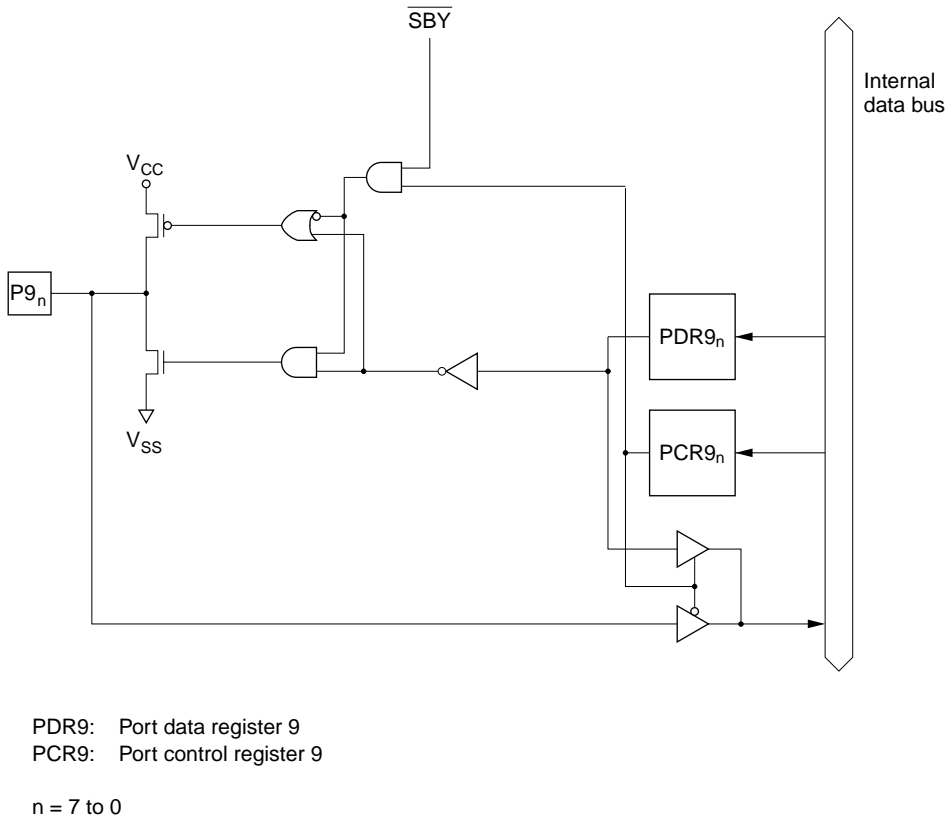 SBY
Internal
data bus
VCC
P9n
PDR9n
PCR9n
VSS
PDR9: Port data register 9
PCR9: Port control register 9
n = 7 to 0